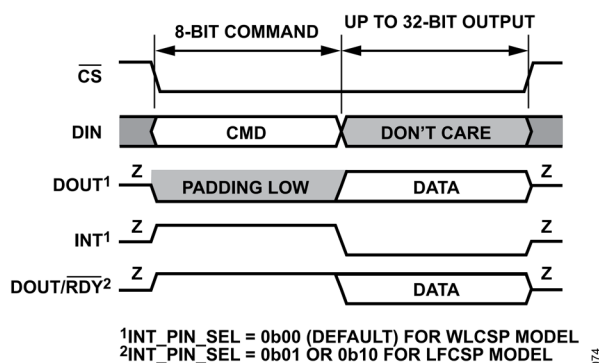 8-BIT COMMAND
UP TO 32-BIT OUTPUT
CS
DIN
CMD
DON'T CARE
DOUT1
Z
PADDING LOW
DATA
Z
INT1
Z
Z
DOUT/RDY2
Z
DATA
Z
1INT_PIN_SEL = 0b00 (DEFAULT) FOR WLCSP MODEL
2INT_PIN_SEL = 0b01 OR 0b10 FOR LFCSP MODEL